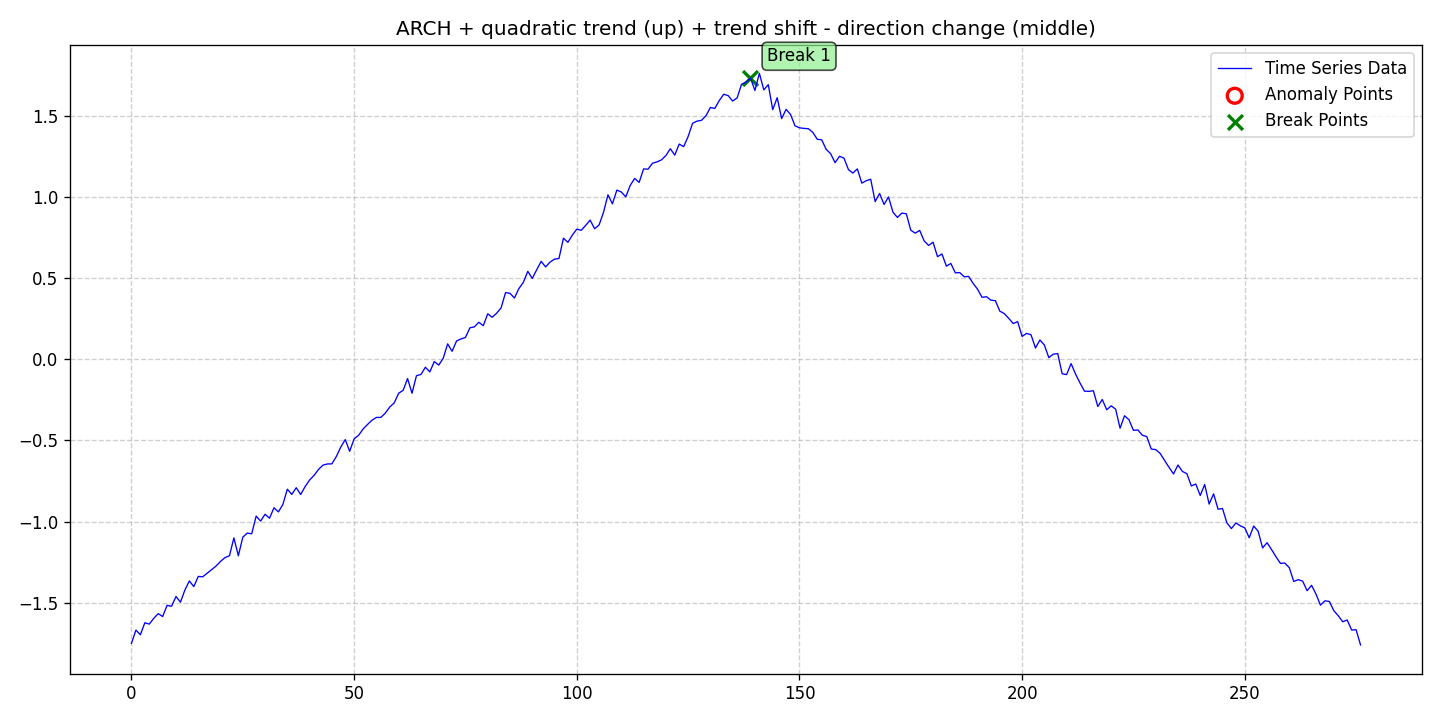 ARCH + quadratic trend (up) + trend shift - direction change (middle)
Break 1
Time Series Data
Anomaly Points
Break Points
1.5
1.0
0.5
0.0
−0.5
−1.0
−1.5
0
50
100
150
200
250